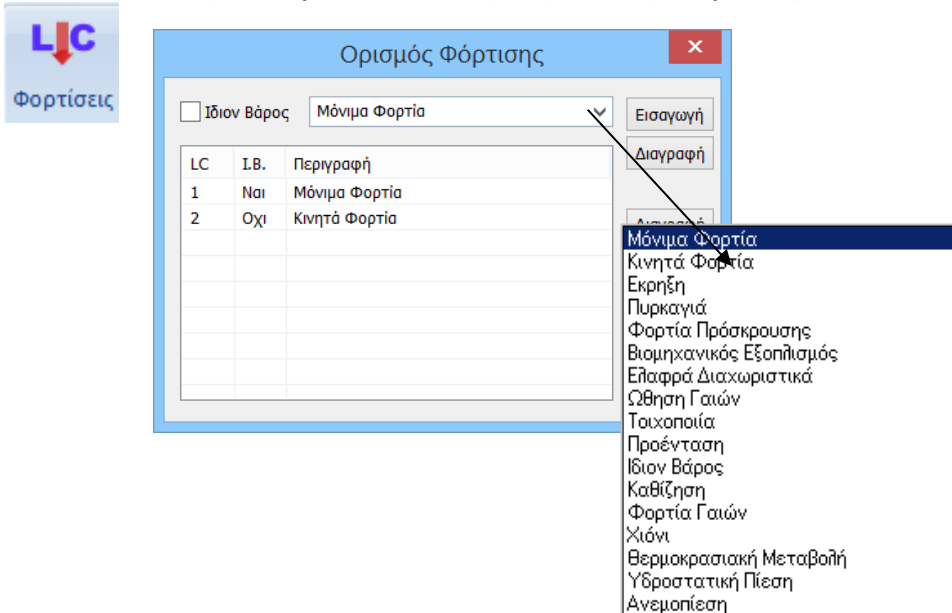 LC
Φορτίσεις
Ορισμός Φόρτισης
Ιδιον Βάρος Μόνιμα Φορτία Εισαγωγή
Διαγραφή
LC Ι.Β. Περιγραφή
1 Ναι Μόνιμα Φορτία
2 Οχι Κινητά Φορτία
Διαγραφή
Μόνιμα Φορτία
Κινητά Φορτία
Εκρηξη
Πυρκαγιά
Φορτία Πρόσκρουσης
Βιομηχανικός Εξοπλισμός
Ελαφρά Διαχωριστικά
Ωθηση Γαιών
Τοιχοποιία
Προένταση
Ιδιον Βάρος
Καθίζηση
Φορτία Γαιών
Χιόνι
Θερμοκρασιακή Μεταβολή
Υδροστατική Πίεση
Ανεμοπίεση